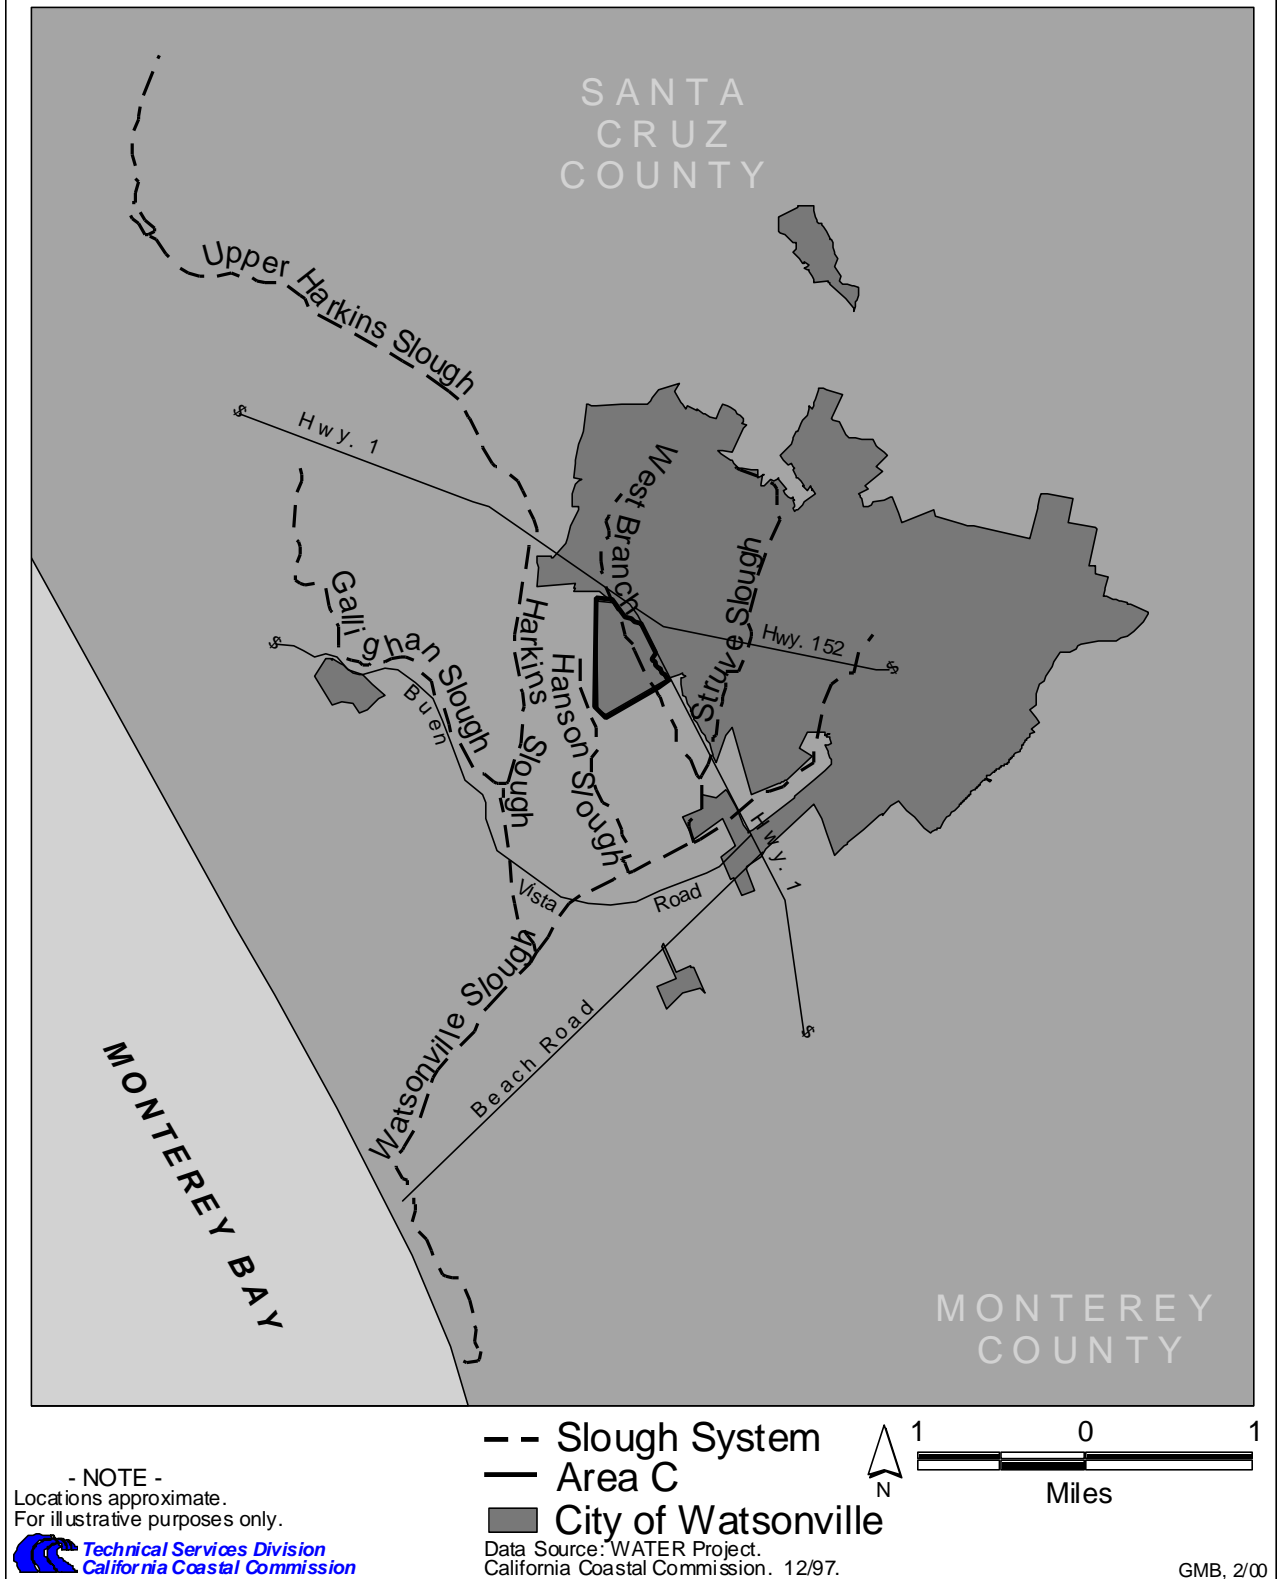 SANTA
CRUZ
COUNTY
Upper Harkins Slough
Hwy. 1
West Branch
Struve Slough
Galli ghan Slough
Harkins Slough
Hanson Slough
Hwy. 152
Buen
Vista
Road
Hwy. 1
Watsonville Slough
Beach Road
MONTEREY BAY
MONTEREY
COUNTY
Slough System
Area C
City of Watsonville
N
1 0 1
Miles
- NOTE -
Locations approximate.
For illustrative purposes only.
Technical Services Division
California Coastal Commission
Data Source: WATER Project.
California Coastal Commission. 12/97.
GMB, 2/00